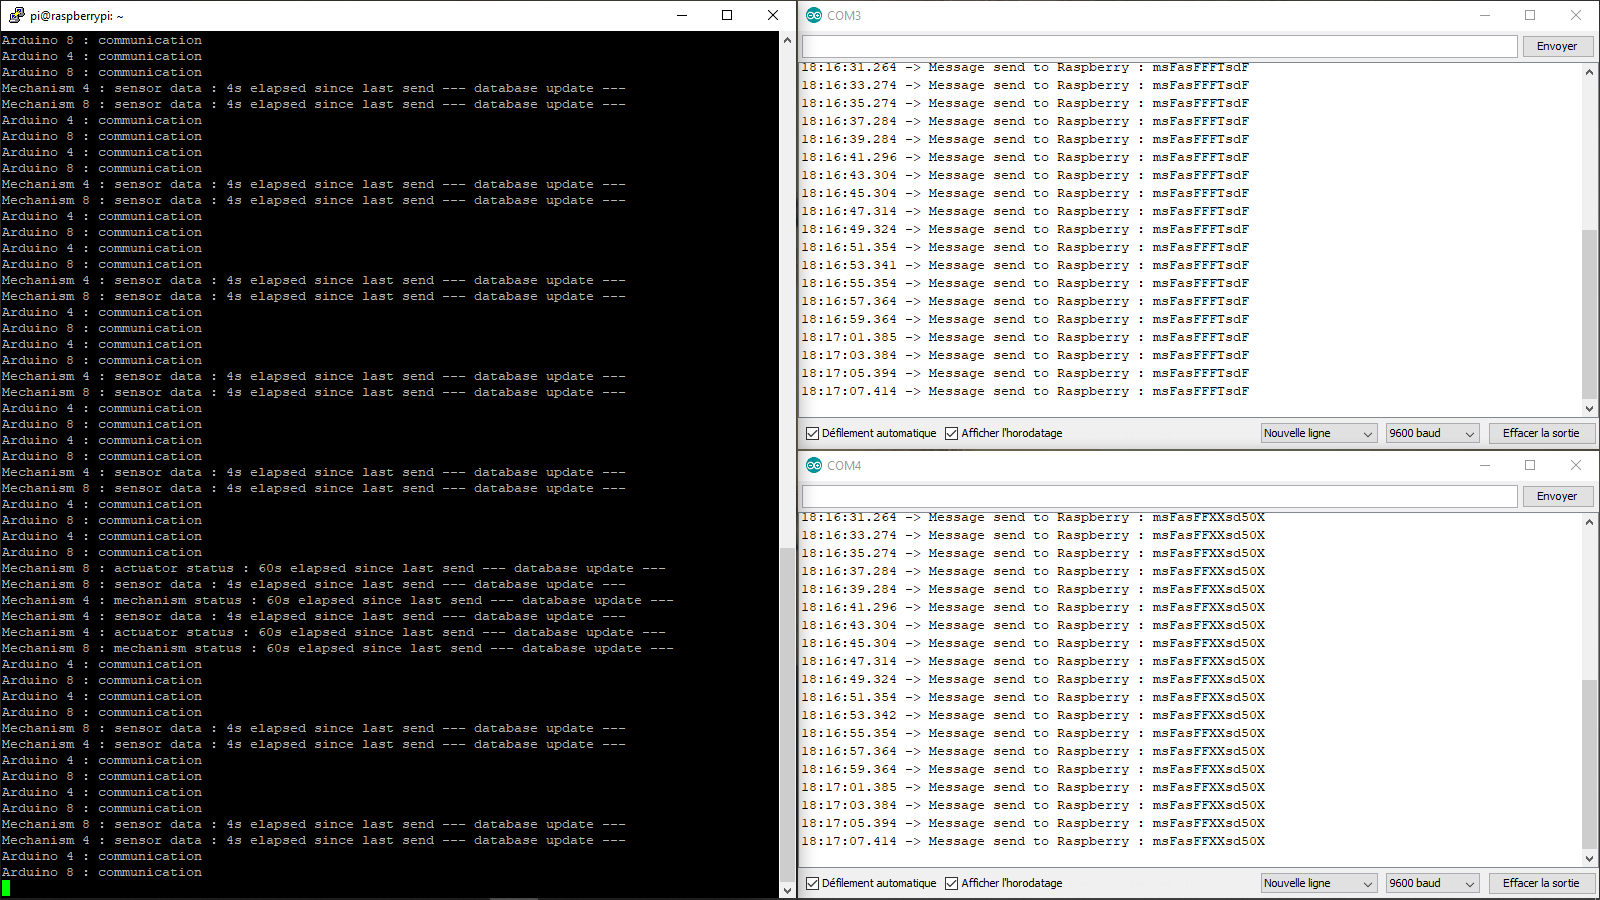 pi@raspberrypi: ~
Arduino 8 : communication
Arduino 4 : communication
Arduino 8 : communication
Mechanism 4 : sensor data : 4s elapsed since last send --- database update ---
Mechanism 8 : sensor data : 4s elapsed since last send --- database update ---
Arduino 4 : communication
Arduino 8 : communication
Arduino 4 : communication
Arduino 8 : communication
Mechanism 4 : sensor data : 4s elapsed since last send --- database update ---
Mechanism 8 : sensor data : 4s elapsed since last send --- database update ---
Arduino 4 : communication
Arduino 8 : communication
Arduino 4 : communication
Arduino 8 : communication
Mechanism 4 : sensor data : 4s elapsed since last send --- database update ---
Mechanism 8 : sensor data : 4s elapsed since last send --- database update ---
Arduino 4 : communication
Arduino 8 : communication
Arduino 4 : communication
Arduino 8 : communication
Mechanism 4 : sensor data : 4s elapsed since last send --- database update ---
Mechanism 8 : sensor data : 4s elapsed since last send --- database update ---
Arduino 4 : communication
Arduino 8 : communication
Arduino 4 : communication
Arduino 8 : communication
Mechanism 4 : sensor data : 4s elapsed since last send --- database update ---
Mechanism 8 : sensor data : 4s elapsed since last send --- database update ---
Arduino 4 : communication
Arduino 8 : communication
Arduino 4 : communication
Arduino 8 : communication
Mechanism 8 : actuator status : 60s elapsed since last send --- database update ---
Mechanism 8 : sensor data : 4s elapsed since last send --- database update ---
Mechanism 4 : mechanism status : 60s elapsed since last send --- database update ---
Mechanism 4 : sensor data : 4s elapsed since last send --- database update ---
Mechanism 4 : actuator status : 60s elapsed since last send --- database update ---
Mechanism 8 : mechanism status : 60s elapsed since last send --- database update ---
Arduino 4 : communication
Arduino 8 : communication
Arduino 4 : communication
Arduino 8 : communication
Mechanism 8 : sensor data : 4s elapsed since last send --- database update ---
Mechanism 4 : sensor data : 4s elapsed since last send --- database update ---
Arduino 4 : communication
Arduino 8 : communication
Arduino 4 : communication
Arduino 8 : communication
Mechanism 8 : sensor data : 4s elapsed since last send --- database update ---
Mechanism 4 : sensor data : 4s elapsed since last send --- database update ---
Arduino 4 : communication
Arduino 8 : communication
COM3
Envoyer
18:16:31.264 -> Message send to Raspberry : msFasFFFTsdF
18:16:33.274 -> Message send to Raspberry : msFasFFFTsdF
18:16:35.274 -> Message send to Raspberry : msFasFFFTsdF
18:16:37.284 -> Message send to Raspberry : msFasFFFTsdF
18:16:39.284 -> Message send to Raspberry : msFasFFFTsdF
18:16:41.296 -> Message send to Raspberry : msFasFFFTsdF
18:16:43.304 -> Message send to Raspberry : msFasFFFTsdF
18:16:45.304 -> Message send to Raspberry : msFasFFFTsdF
18:16:47.314 -> Message send to Raspberry : msFasFFFTsdF
18:16:49.324 -> Message send to Raspberry : msFasFFFTsdF
18:16:51.354 -> Message send to Raspberry : msFasFFFTsdF
18:16:53.341 -> Message send to Raspberry : msFasFFFTsdF
18:16:55.354 -> Message send to Raspberry : msFasFFFTsdF
18:16:57.364 -> Message send to Raspberry : msFasFFFTsdF
18:16:59.364 -> Message send to Raspberry : msFasFFFTsdF
18:17:01.385 -> Message send to Raspberry : msFasFFFTsdF
18:17:03.384 -> Message send to Raspberry : msFasFFFTsdF
18:17:05.394 -> Message send to Raspberry : msFasFFFTsdF
18:17:07.414 -> Message send to Raspberry : msFasFFFTsdF
Défilement automatique Afficher l'horodatage Nouvelle ligne 9600 baud Effacer la sortie
COM4
Envoyer
18:16:31.264 -> Message send to Raspberry : msFasFFXXsd50X
18:16:33.274 -> Message send to Raspberry : msFasFFXXsd50X
18:16:35.274 -> Message send to Raspberry : msFasFFXXsd50X
18:16:37.284 -> Message send to Raspberry : msFasFFXXsd50X
18:16:39.284 -> Message send to Raspberry : msFasFFXXsd50X
18:16:41.296 -> Message send to Raspberry : msFasFFXXsd50X
18:16:43.304 -> Message send to Raspberry : msFasFFXXsd50X
18:16:45.304 -> Message send to Raspberry : msFasFFXXsd50X
18:16:47.314 -> Message send to Raspberry : msFasFFXXsd50X
18:16:49.324 -> Message send to Raspberry : msFasFFXXsd50X
18:16:51.354 -> Message send to Raspberry : msFasFFXXsd50X
18:16:53.342 -> Message send to Raspberry : msFasFFXXsd50X
18:16:55.354 -> Message send to Raspberry : msFasFFXXsd50X
18:16:57.364 -> Message send to Raspberry : msFasFFXXsd50X
18:16:59.364 -> Message send to Raspberry : msFasFFXXsd50X
18:17:01.385 -> Message send to Raspberry : msFasFFXXsd50X
18:17:03.384 -> Message send to Raspberry : msFasFFXXsd50X
18:17:05.394 -> Message send to Raspberry : msFasFFXXsd50X
18:17:07.414 -> Message send to Raspberry : msFasFFXXsd50X
Défilement automatique Afficher l'horodatage Nouvelle ligne 9600 baud Effacer la sortie